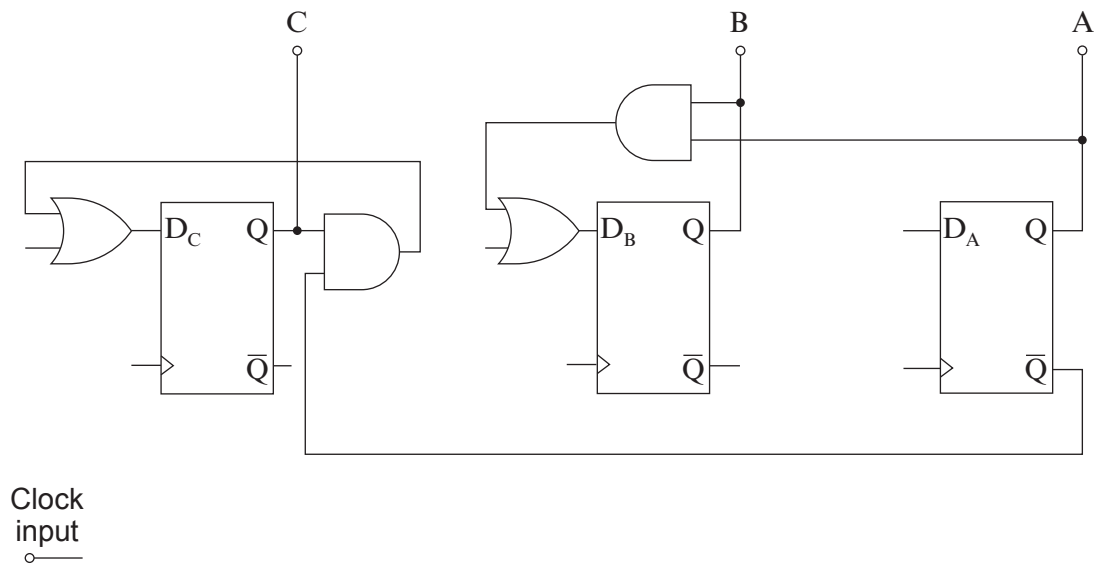 C B A
D_C Q D_B Q D_A Q
Q̅ Q̅ Q̅
Clock
input